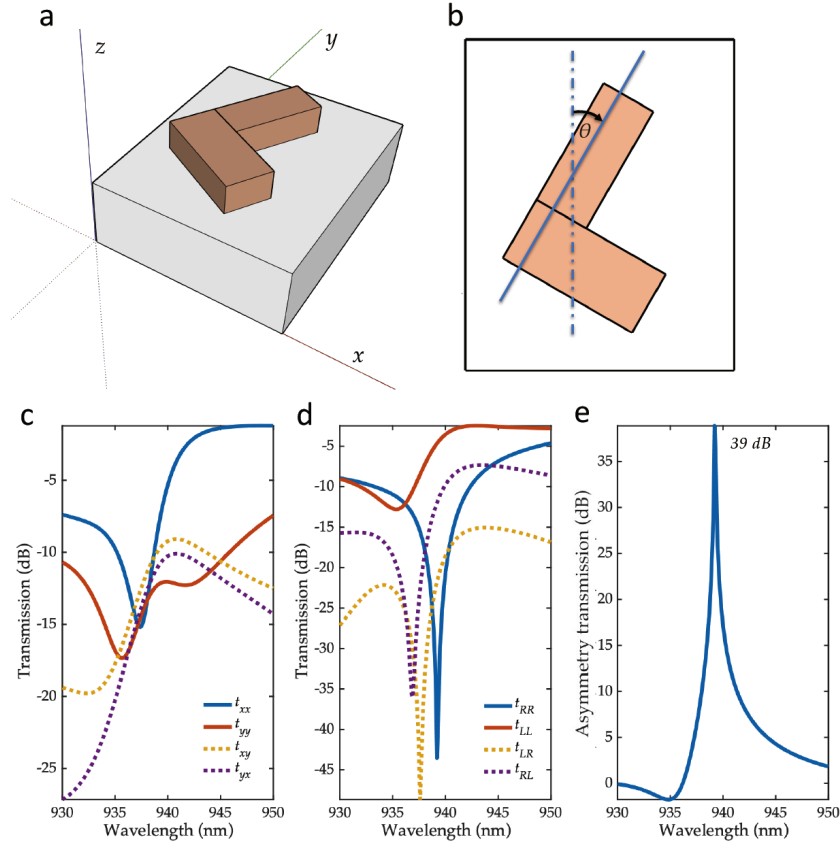 a
z
y
x
b
θ
c
Transmission (dB)
-5
-10
-15
-20
-25
t_xx
t_yy
t_xy
t_yx
930 935 940 945 950
Wavelength (nm)
d
Transmission (dB)
-5
-10
-15
-20
-25
-30
-35
-40
-45
t_RR
t_LL
t_LR
t_RL
930 935 940 945 950
Wavelength (nm)
e
39 dB
Asymmetry transmission (dB)
35
30
25
20
15
10
5
0
930 935 940 945 950
Wavelength (nm)